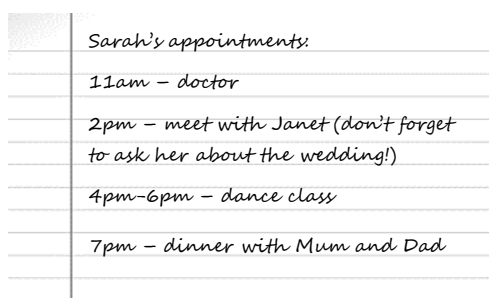 Sarah's appointments:
11am – doctor
2pm – meet with Janet (don't forget
to ask her about the wedding!)
4pm-6pm – dance class
7pm – dinner with Mum and Dad